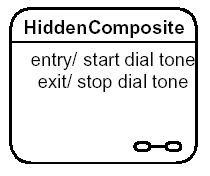 HiddenComposite
entry/ start dial tone
exit/ stop dial tone